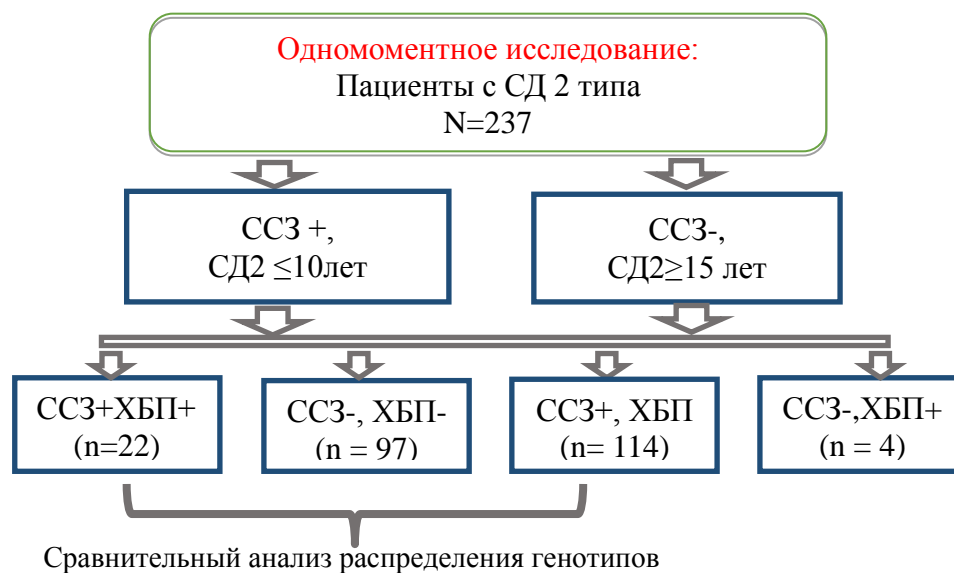 Одномоментное исследование:
Пациенты с СД 2 типа
N=237
ССЗ +,
СД2 ≤10лет
ССЗ-,
СД2≥15 лет
ССЗ+ХБП+
(n=22)
ССЗ-, ХБП-
(n = 97)
ССЗ+, ХБП
(n= 114)
ССЗ-,ХБП+
(n = 4)
Сравнительный анализ распределения генотипов